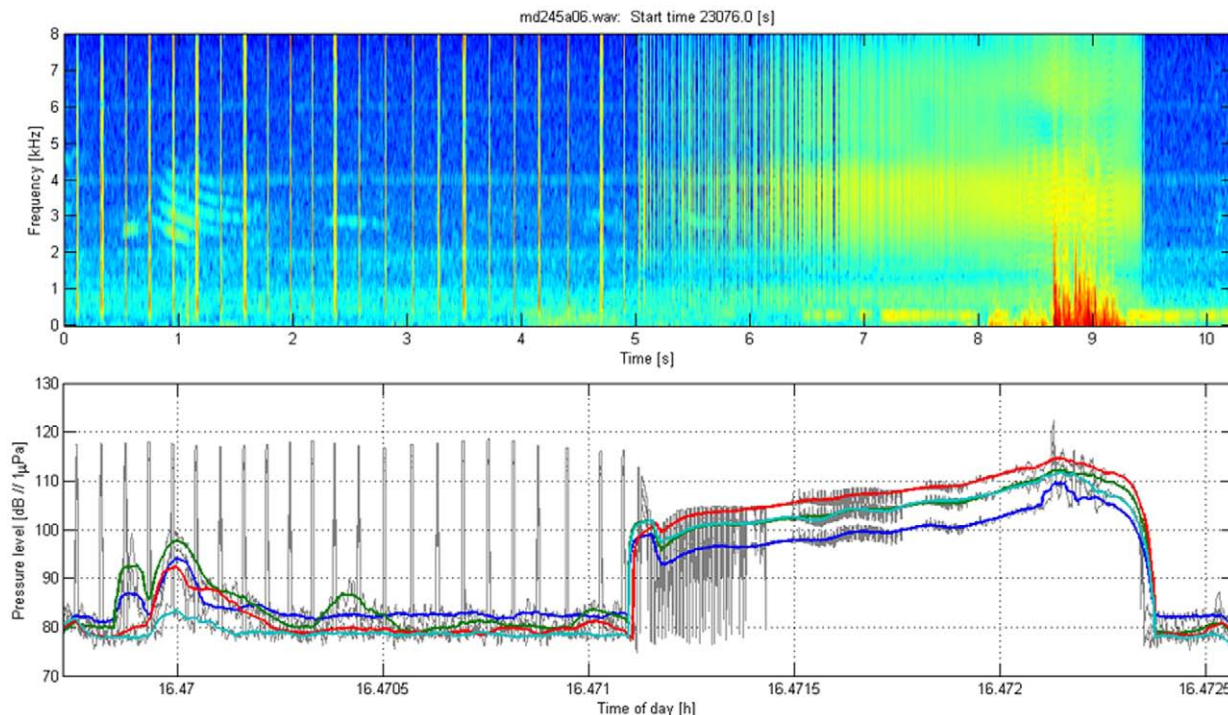 md245a06.wav: Start time 23076.0 [s]
8
7
6
5
4
3
2
1
0
Frequency [kHz]
0 1 2 3 4 5 6 7 8 9 10
Time [s]
130
120
110
100
90
80
70
Pressure level [dB // 1µPa]
16.47 16.4705 16.471 16.4715 16.472 16.4725
Time of day [h]